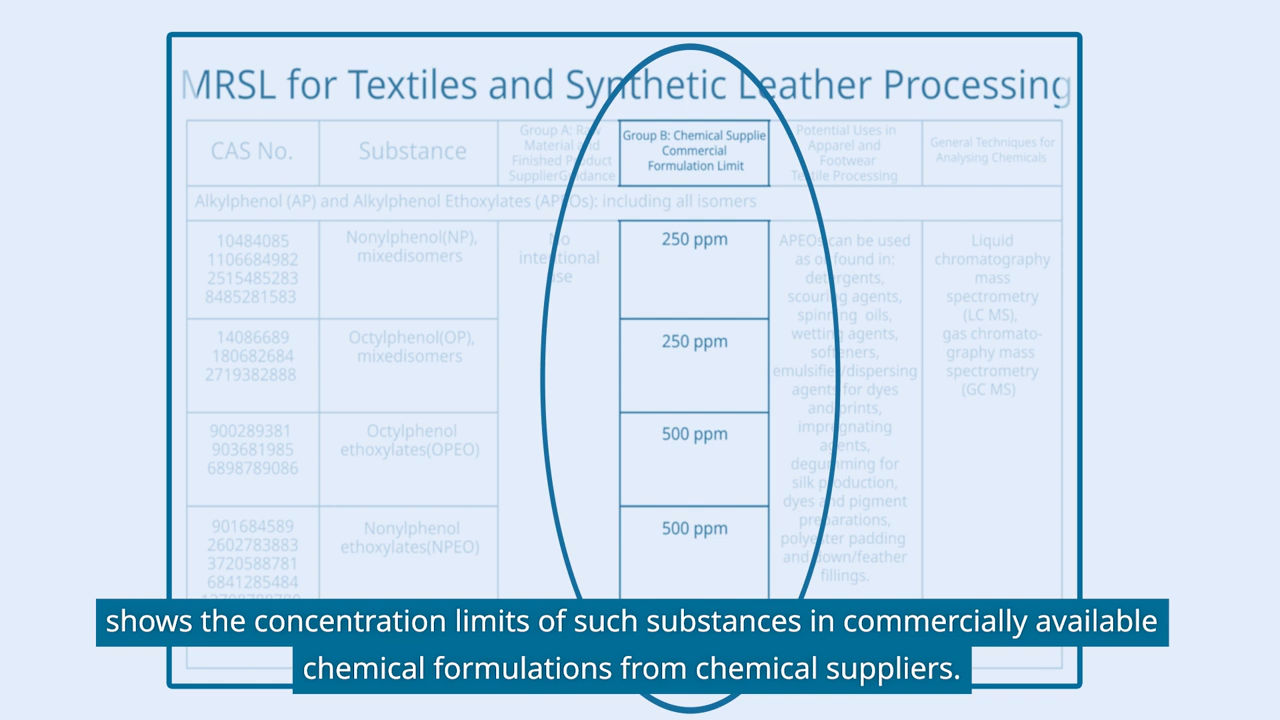 MRSL for Textiles and Synthetic Leather Processing
CAS No.
Substance
Group A: Raw
Material and
Finished Product
SupplierGuidance
Group B: Chemical Supplie
Commercial
Formulation Limit
Potential Uses in
Apparel and
Footwear
Textile Processing
General Techniques for
Analysing Chemicals
Alkylphenol (AP) and Alkylphenol Ethoxylates (APEOs): including all isomers
10484085
1106684982
2515485283
8485281583
Nonylphenol(NP),
mixedisomers
No
intentional
use
250 ppm
APEOs can be used
as or found in:
detergents,
scouring agents,
spinning oils,
wetting agents,
softeners,
emulsifier/dispersing
agents for dyes
and prints,
impregnating
agents,
degumming for
silk production,
dyes and pigment
preparations,
polyester padding
and down/feather
fillings.
Liquid
chromatography
mass
spectrometry
(LC MS),
gas chromato-
graphy mass
spectrometry
(GC MS)
14086689
180682684
2719382888
Octylphenol(OP),
mixedisomers
250 ppm
900289381
903681985
6898789086
Octylphenol
ethoxylates(OPEO)
500 ppm
901684589
2602783883
3720588781
6841285484
Nonylphenol
ethoxylates(NPEO)
500 ppm
shows the concentration limits of such substances in commercially available
chemical formulations from chemical suppliers.